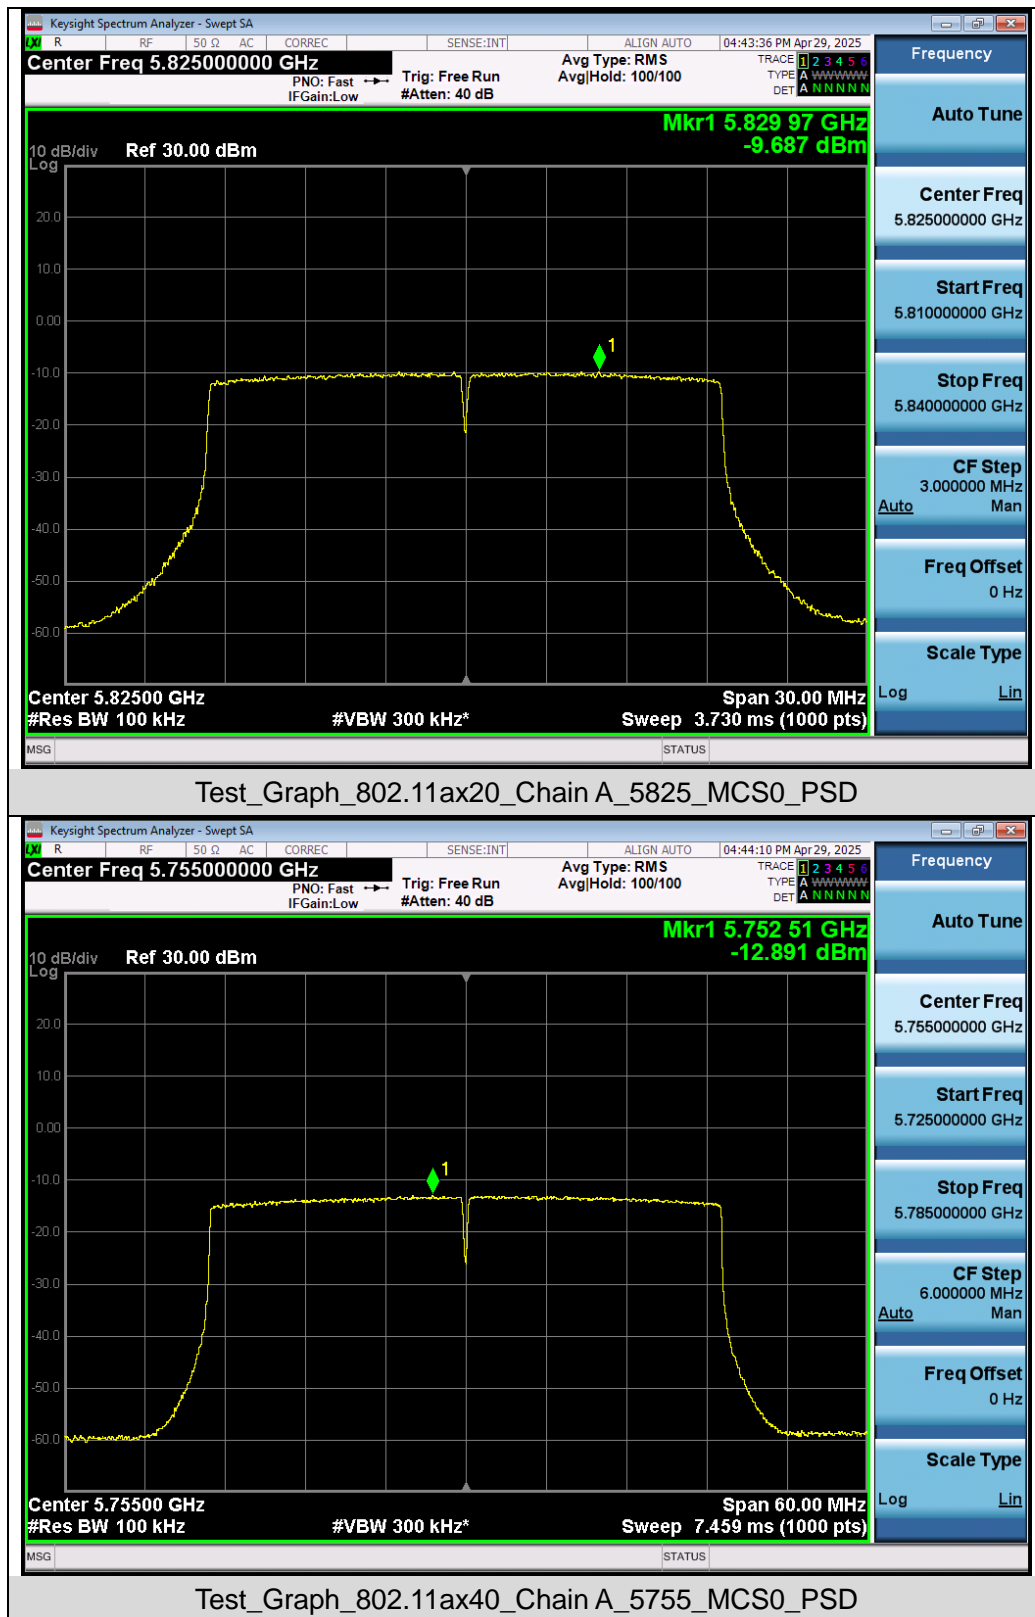 Keysight Spectrum Analyzer - Swept SA
LXI R RF 50 Ω AC CORREC SENSE:INT ALIGN AUTO 04:43:36 PM Apr 29, 2025
Center Freq 5.825000000 GHz
PNO: Fast
IFGain:Low
Trig: Free Run
#Atten: 40 dB
Avg Type: RMS
Avg|Hold: 100/100
TRACE 1 2 3 4 5 6
TYPE A WWWWW
DET A N N N N N
Mkr1 5.829 97 GHz
-9.687 dBm
10 dB/div Ref 30.00 dBm
Log
20.0
10.0
0.00
-10.0
-20.0
-30.0
-40.0
-50.0
-60.0
1
Center 5.82500 GHz Span 30.00 MHz
#Res BW 100 kHz #VBW 300 kHz* Sweep 3.730 ms (1000 pts)
MSG STATUS
Frequency
Auto Tune
Center Freq
5.825000000 GHz
Start Freq
5.810000000 GHz
Stop Freq
5.840000000 GHz
CF Step
3.000000 MHz
Auto Man
Freq Offset
0 Hz
Scale Type
Log Lin
Test_Graph_802.11ax20_Chain A_5825_MCS0_PSD
Keysight Spectrum Analyzer - Swept SA
LXI R RF 50 Ω AC CORREC SENSE:INT ALIGN AUTO 04:44:10 PM Apr 29, 2025
Center Freq 5.755000000 GHz
PNO: Fast
IFGain:Low
Trig: Free Run
#Atten: 40 dB
Avg Type: RMS
Avg|Hold: 100/100
TRACE 1 2 3 4 5 6
TYPE A WWWWW
DET A N N N N N
Mkr1 5.752 51 GHz
-12.891 dBm
10 dB/div Ref 30.00 dBm
Log
20.0
10.0
0.00
-10.0
-20.0
-30.0
-40.0
-50.0
-60.0
1
Center 5.75500 GHz Span 60.00 MHz
#Res BW 100 kHz #VBW 300 kHz* Sweep 7.459 ms (1000 pts)
MSG STATUS
Frequency
Auto Tune
Center Freq
5.755000000 GHz
Start Freq
5.725000000 GHz
Stop Freq
5.785000000 GHz
CF Step
6.000000 MHz
Auto Man
Freq Offset
0 Hz
Scale Type
Log Lin
Test_Graph_802.11ax40_Chain A_5755_MCS0_PSD